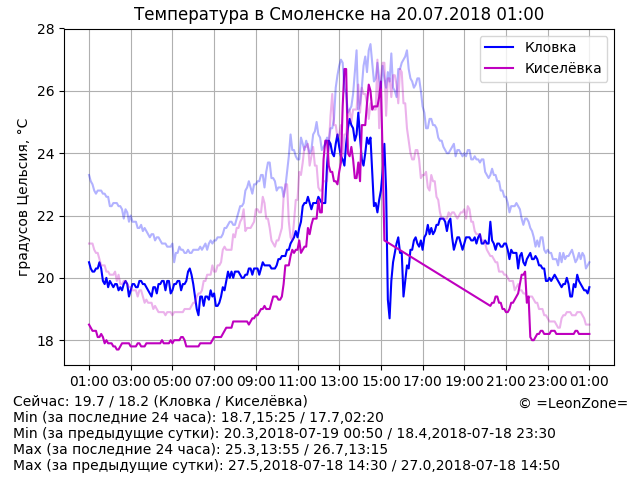 Температура в Смоленске на 20.07.2018 01:00
градусов Цельсия, °C
28
26
24
22
20
18
Кловка
Киселёвка
01:00 03:00 05:00 07:00 09:00 11:00 13:00 15:00 17:00 19:00 21:00 23:00 01:00
Сейчас: 19.7 / 18.2 (Кловка / Киселёвка)
© =LeonZone=
Min (за последние 24 часа): 18.7,15:25 / 17.7,02:20
Min (за предыдущие сутки): 20.3,2018-07-19 00:50 / 18.4,2018-07-18 23:30
Max (за последние 24 часа): 25.3,13:55 / 26.7,13:15
Max (за предыдущие сутки): 27.5,2018-07-18 14:30 / 27.0,2018-07-18 14:50